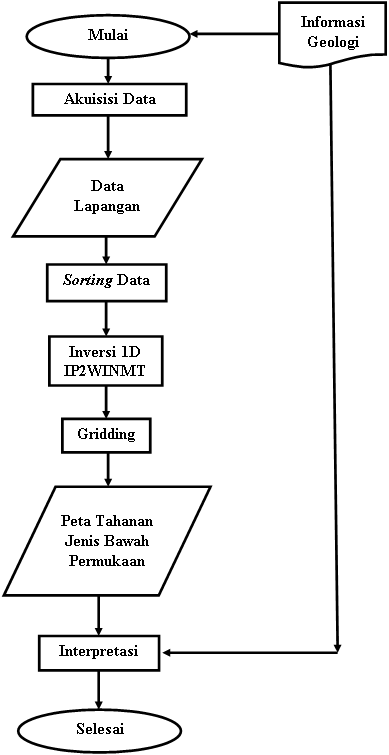 Mulai
Informasi
Geologi
Akuisisi Data
Data
Lapangan
Sorting Data
Inversi 1D
IP2WINMT
Gridding
Peta Tahanan
Jenis Bawah
Permukaan
Interpretasi
Selesai